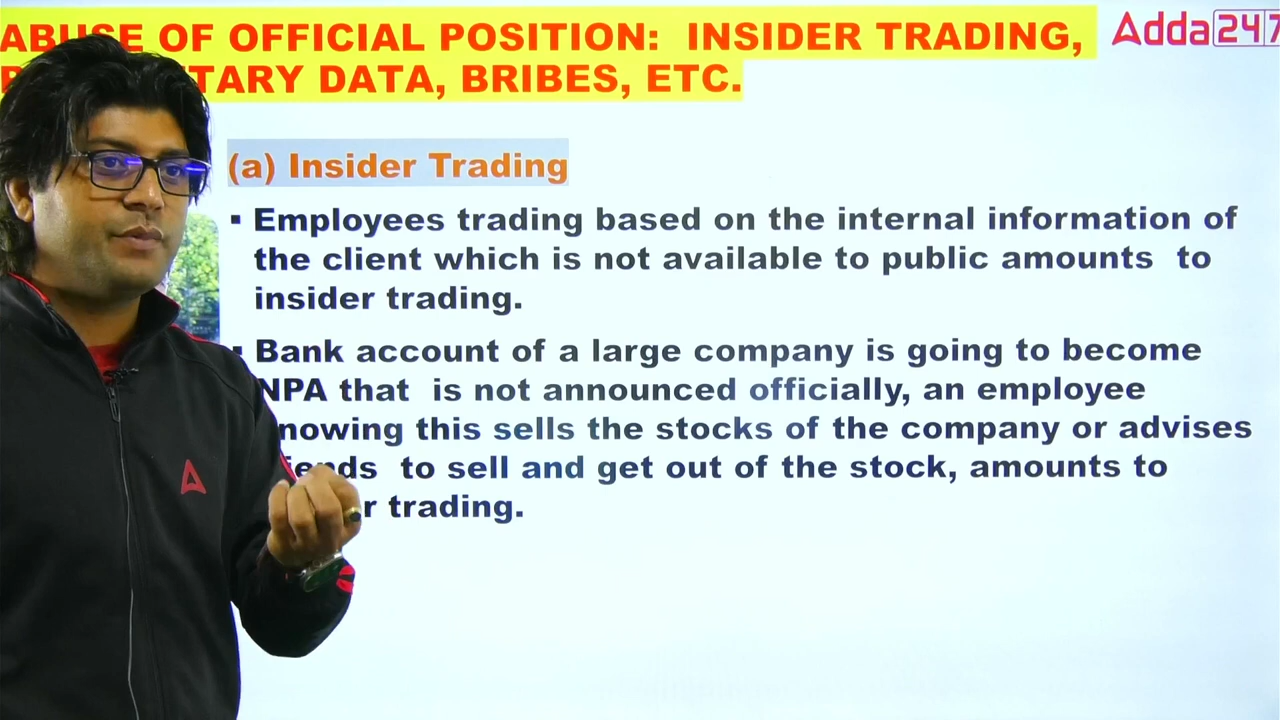 ABUSE OF OFFICIAL POSITION: INSIDER TRADING,
DATA, BRIBES, ETC.
Adda247
(a) Insider Trading
▪ Employees trading based on the internal information of
the client which is not available to public amounts to
insider trading.
▪ Bank account of a large company is going to become
NPA that is not announced officially, an employee
knowing this sells the stocks of the company or advises
to sell and get out of the stock, amounts to
trading.